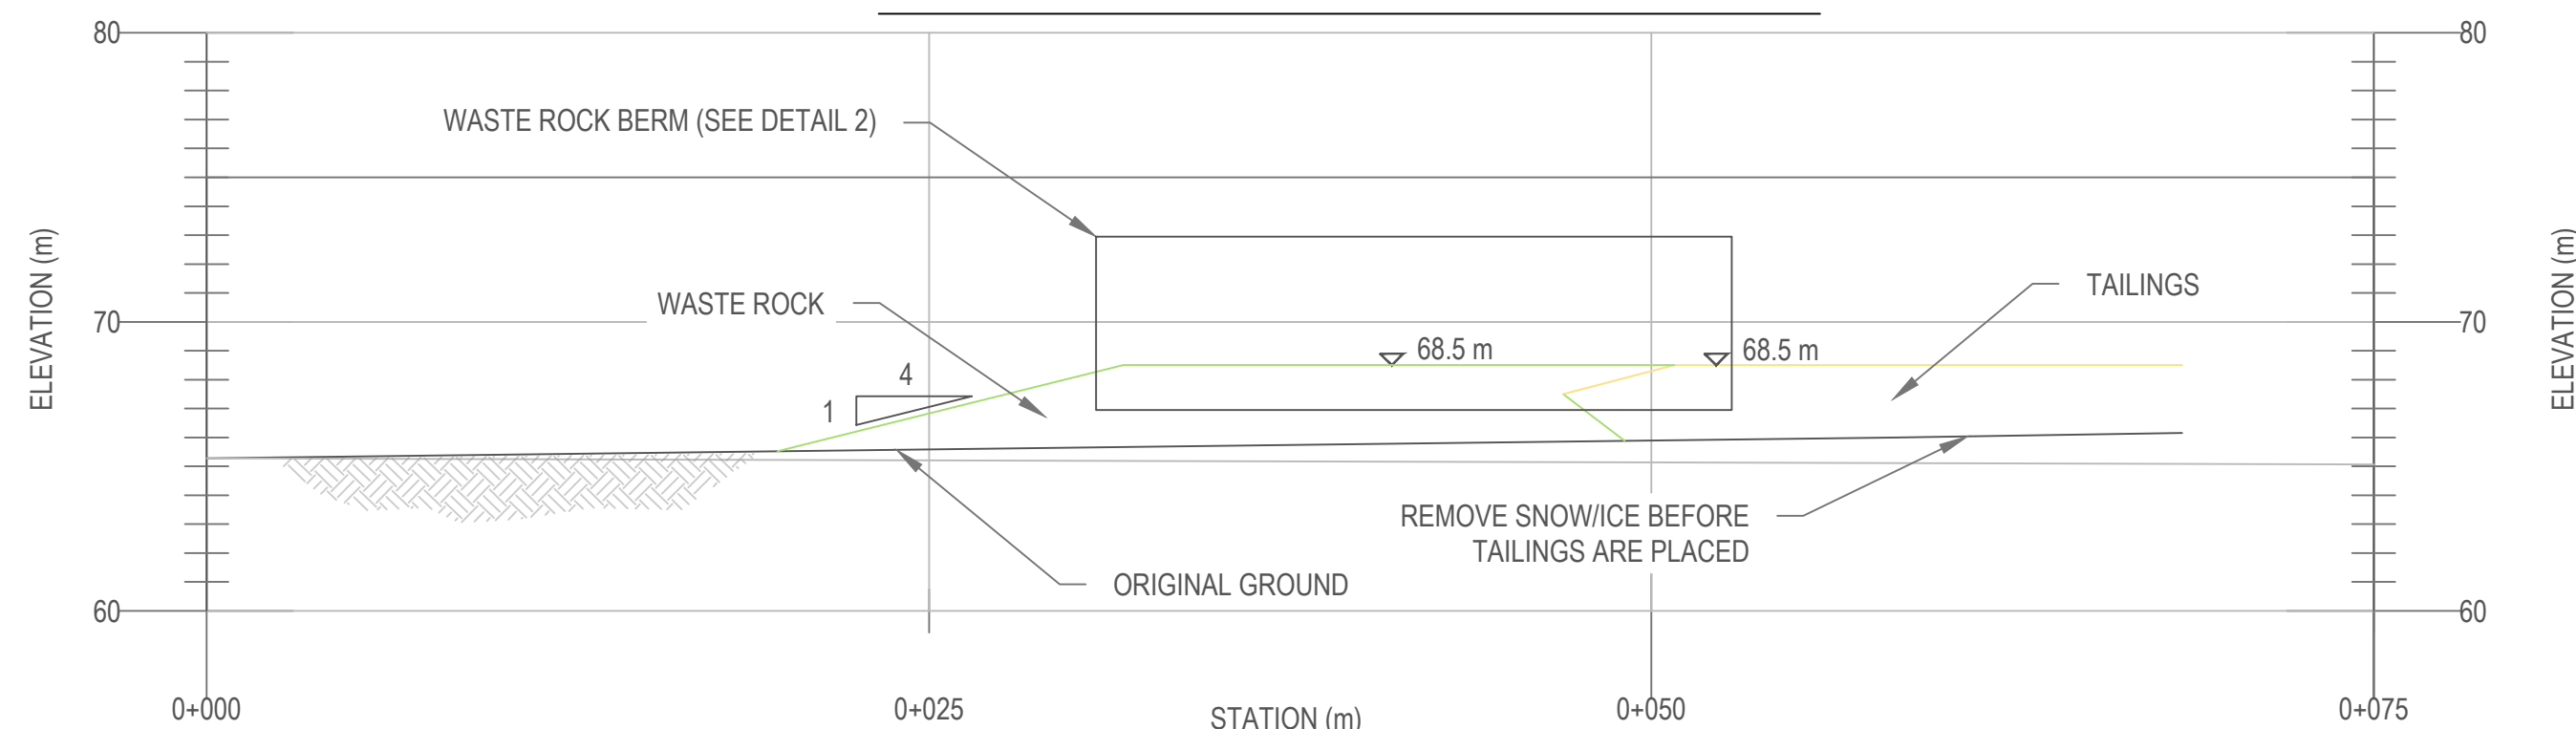 80
80
WASTE ROCK BERM (SEE DETAIL 2)
ELEVATION (m)
ELEVATION (m)
TAILINGS
WASTE ROCK
70
70
68.5 m
68.5 m
4
1
REMOVE SNOW/ICE BEFORE
TAILINGS ARE PLACED
ORIGINAL GROUND
60
60
0+000
0+025
STATION (m)
0+050
0+075